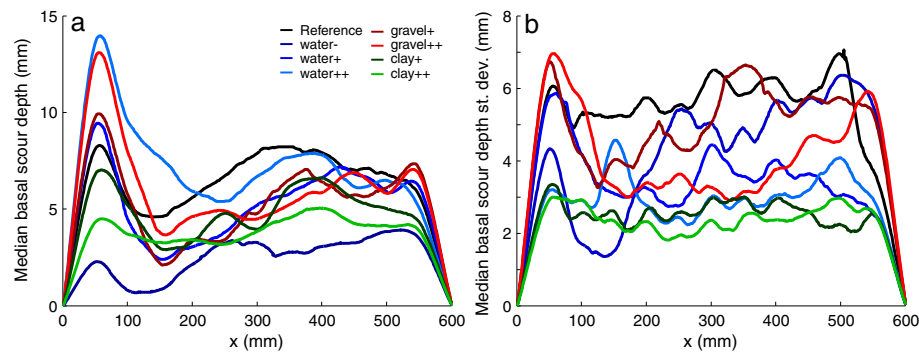 a
Median basal scour depth (mm)
15
10
5
0
0 100 200 300 400 500 600
x (mm)
Reference
water-
water+
water++
gravel+
gravel++
clay+
clay++
b
Median basal scour depth st. dev. (mm)
8
6
4
2
0
0 100 200 300 400 500 600
x (mm)